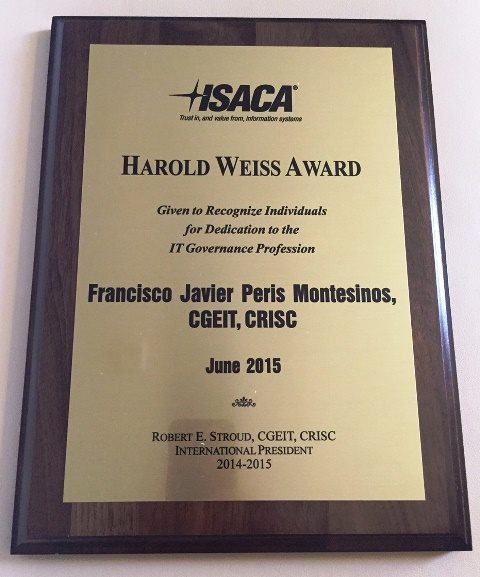 ISACA®
Trust in, and value from, information systems
HAROLD WEISS AWARD
Given to Recognize Individuals
for Dedication to the
IT Governance Profession
Francisco Javier Peris Montesinos,
CGEIT, CRISC
June 2015
ROBERT E. STROUD, CGEIT, CRISC
INTERNATIONAL PRESIDENT
2014-2015